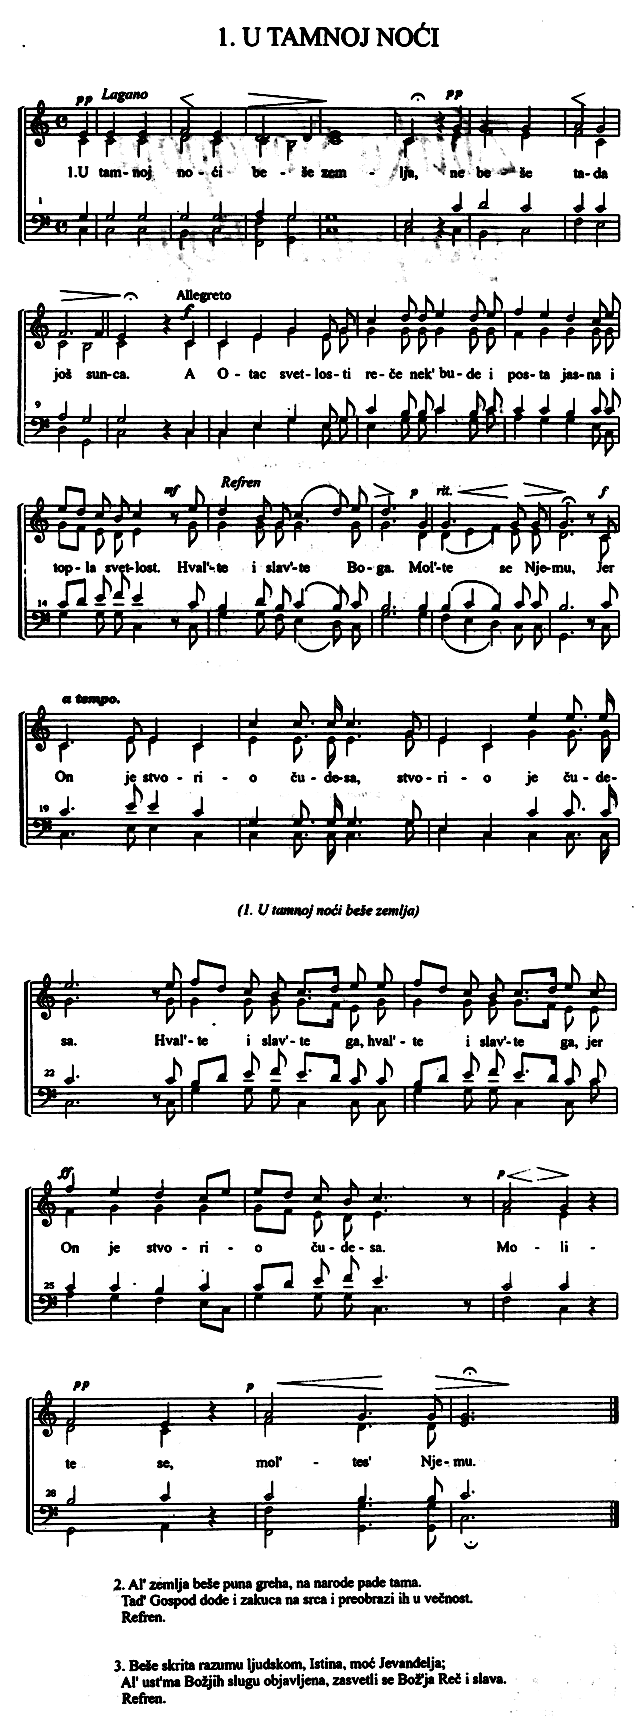 1. U TAMNOJ NOĆI
pp Lagano pp
1.U tam-noj no-ći be-še zem-lja, ne be-še ta-da
1
Allegreto
f
još sun-ca. A O-tac svet-los-ti re-če nek' bu-de i pos-ta jas-na i
9
mf Refren p rit. f
top-la svet-lost. Hval'-te i slav'-te Bo-ga. Mol'-te se Nje-mu, Jer
14
a tempo.
On je stvo-ri-o ču-de-sa, stvo-ri-o je ču-de-
19
(1. U tamnoj noći beše zemlja)
sa. Hval'-te i slav'-te ga, hval'-te i slav'-te ga, jer
22
ff p
On je stvo-ri-o ču-de-sa. Mo-li-
25
pp p
te se, mol'-tes' Nje-mu.
28
2. Al' zemlja beše puna greha, na narode pade tama.
Tad' Gospod dođe i zakuca na srca i preobrazi ih u večnost.
Refren.
3. Beše skrita razumu ljudskom, Istina, moć Jevanđelja;
Al' ust'ma Božjih slugu objavljena, zasvetli se Bož'ja Reč i slava.
Refren.